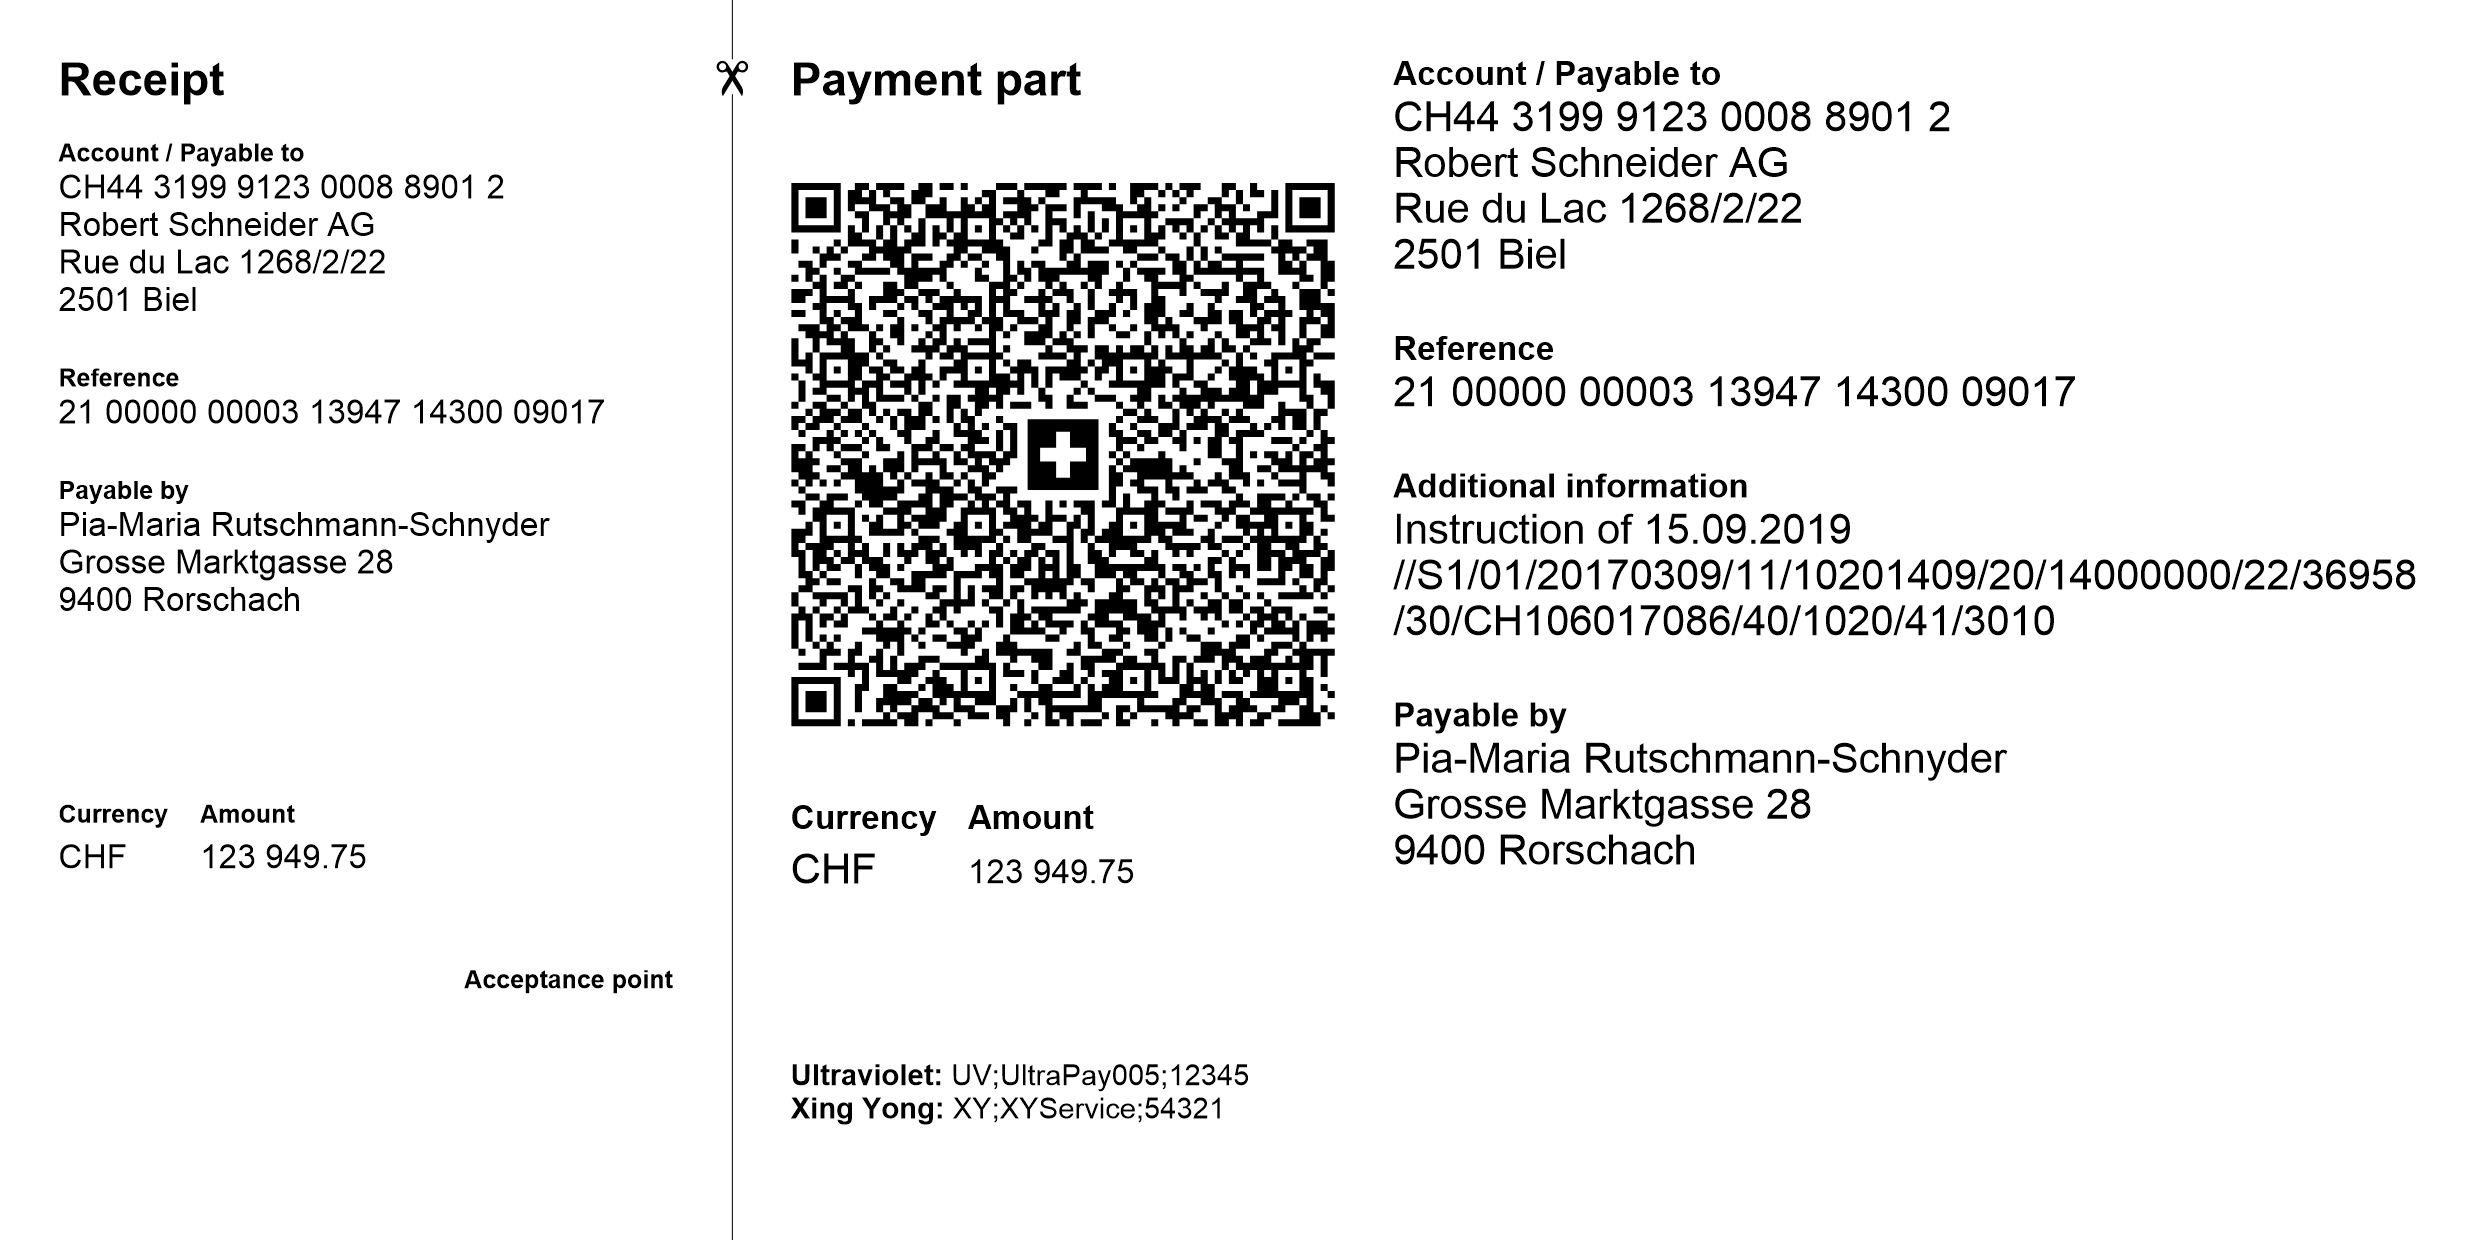 Receipt
Account / Payable to
CH44 3199 9123 0008 8901 2
Robert Schneider AG
Rue du Lac 1268/2/22
2501 Biel
Reference
21 00000 00003 13947 14300 09017
Payable by
Pia-Maria Rutschmann-Schnyder
Grosse Marktgasse 28
9400 Rorschach
Currency Amount
CHF 123 949.75
Acceptance point
Payment part
Currency Amount
CHF 123 949.75
Ultraviolet: UV;UltraPay005;12345
Xing Yong: XY;XYService;54321
Account / Payable to
CH44 3199 9123 0008 8901 2
Robert Schneider AG
Rue du Lac 1268/2/22
2501 Biel
Reference
21 00000 00003 13947 14300 09017
Additional information
Instruction of 15.09.2019
//S1/01/20170309/11/10201409/20/14000000/22/36958
/30/CH106017086/40/1020/41/3010
Payable by
Pia-Maria Rutschmann-Schnyder
Grosse Marktgasse 28
9400 Rorschach